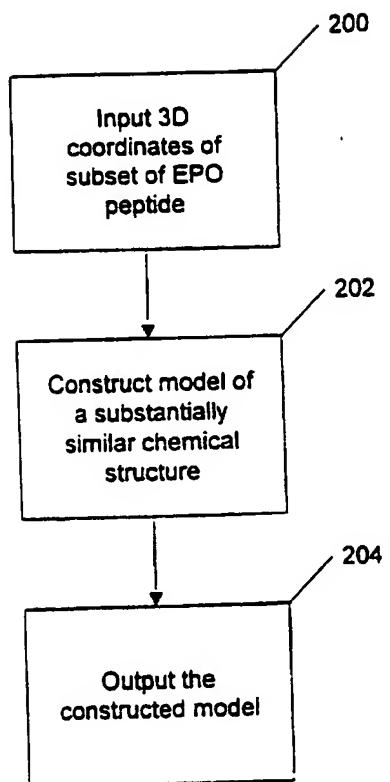 200
Input 3D
coordinates of
subset of EPO
peptide
202
Construct model of
a substantially
similar chemical
structure
204
Output the
constructed model